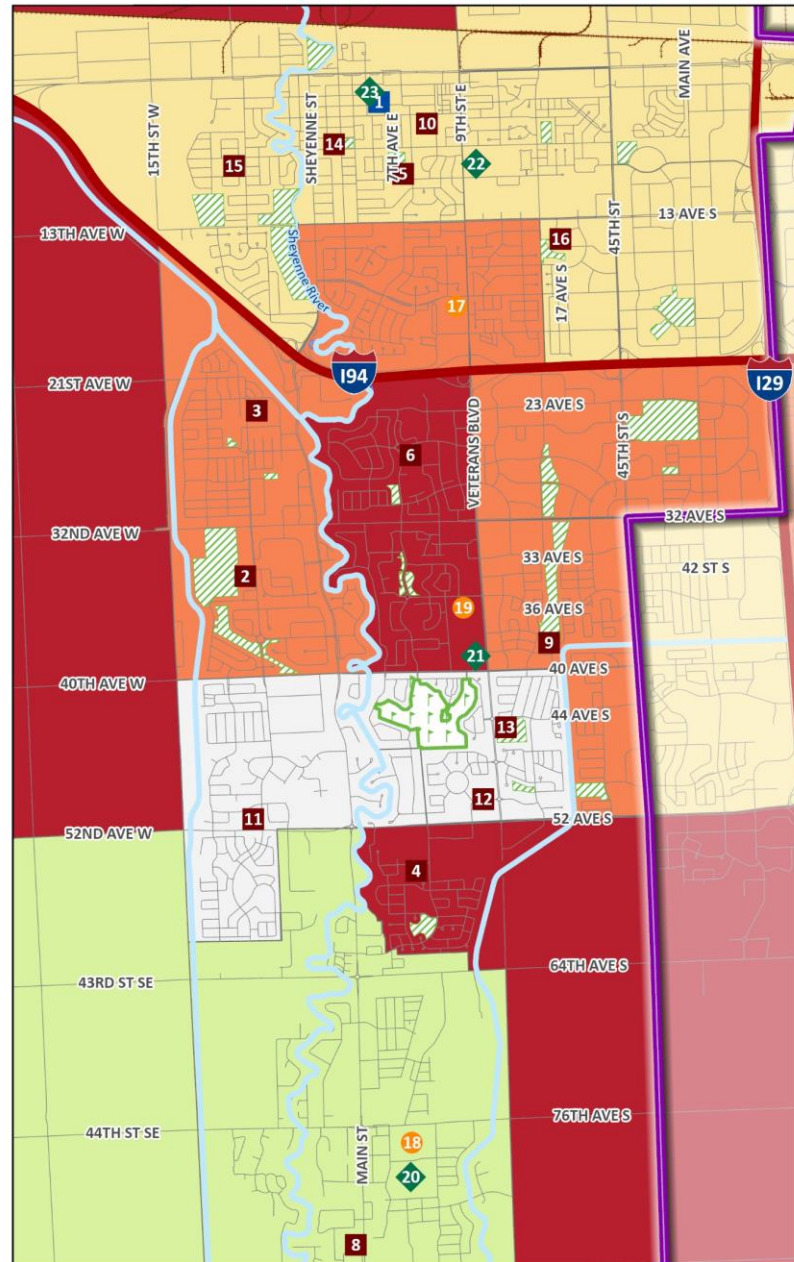 MAIN AVE
23
1
9TH ST E
10
15TH ST W
SHEYENNE ST
14
7TH AVE E
22
15
5
45TH ST
13 AVE S
13TH AVE W
Sheyenne River
16
17 AVE S
17
I94
I29
21ST AVE W
3
23 AVE S
VETERANS BLVD
45TH ST S
6
32 AVE S
32ND AVE W
33 AVE S
42 ST S
2
19
36 AVE S
9
21
40 AVE S
40TH AVE W
44 AVE S
13
12
11
52 AVE S
52ND AVE W
4
64TH AVE S
43RD ST SE
76TH AVE S
44TH ST SE
MAIN ST
18
20
8